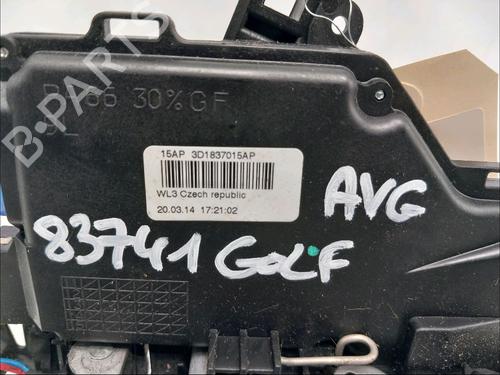 B-PARTS
PA66 30%GF
15AP 3D1837015AP
WL3 Czech republic
20.03.14 17:21:02
AVG
83741 GOLF